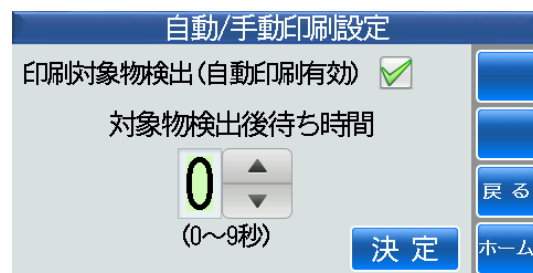 自動/手動印刷設定
印刷対象物検出(自動印刷有効)
対象物検出後待ち時間
0
(0～9秒)
決定
戻る
ホーム